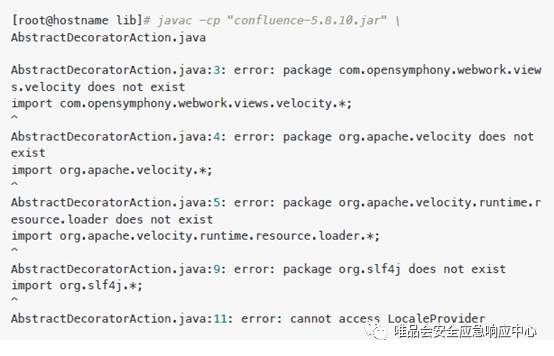 [root@hostname lib]# javac -cp "confluence-5.8.10.jar" \
AbstractDecoratorAction.java
AbstractDecoratorAction.java:3: error: package com.opensymphony.webwork.view
s.velocity does not exist
import com.opensymphony.webwork.views.velocity.*;
^
AbstractDecoratorAction.java:4: error: package org.apache.velocity does not
exist
import org.apache.velocity.*;
^
AbstractDecoratorAction.java:5: error: package org.apache.velocity.runtime.r
esource.loader does not exist
import org.apache.velocity.runtime.resource.loader.*;
^
AbstractDecoratorAction.java:9: error: package org.slf4j does not exist
import org.slf4j.*;
^
AbstractDecoratorAction.java:11: error: cannot access LocaleProvider
唯品会安全应急响应中心